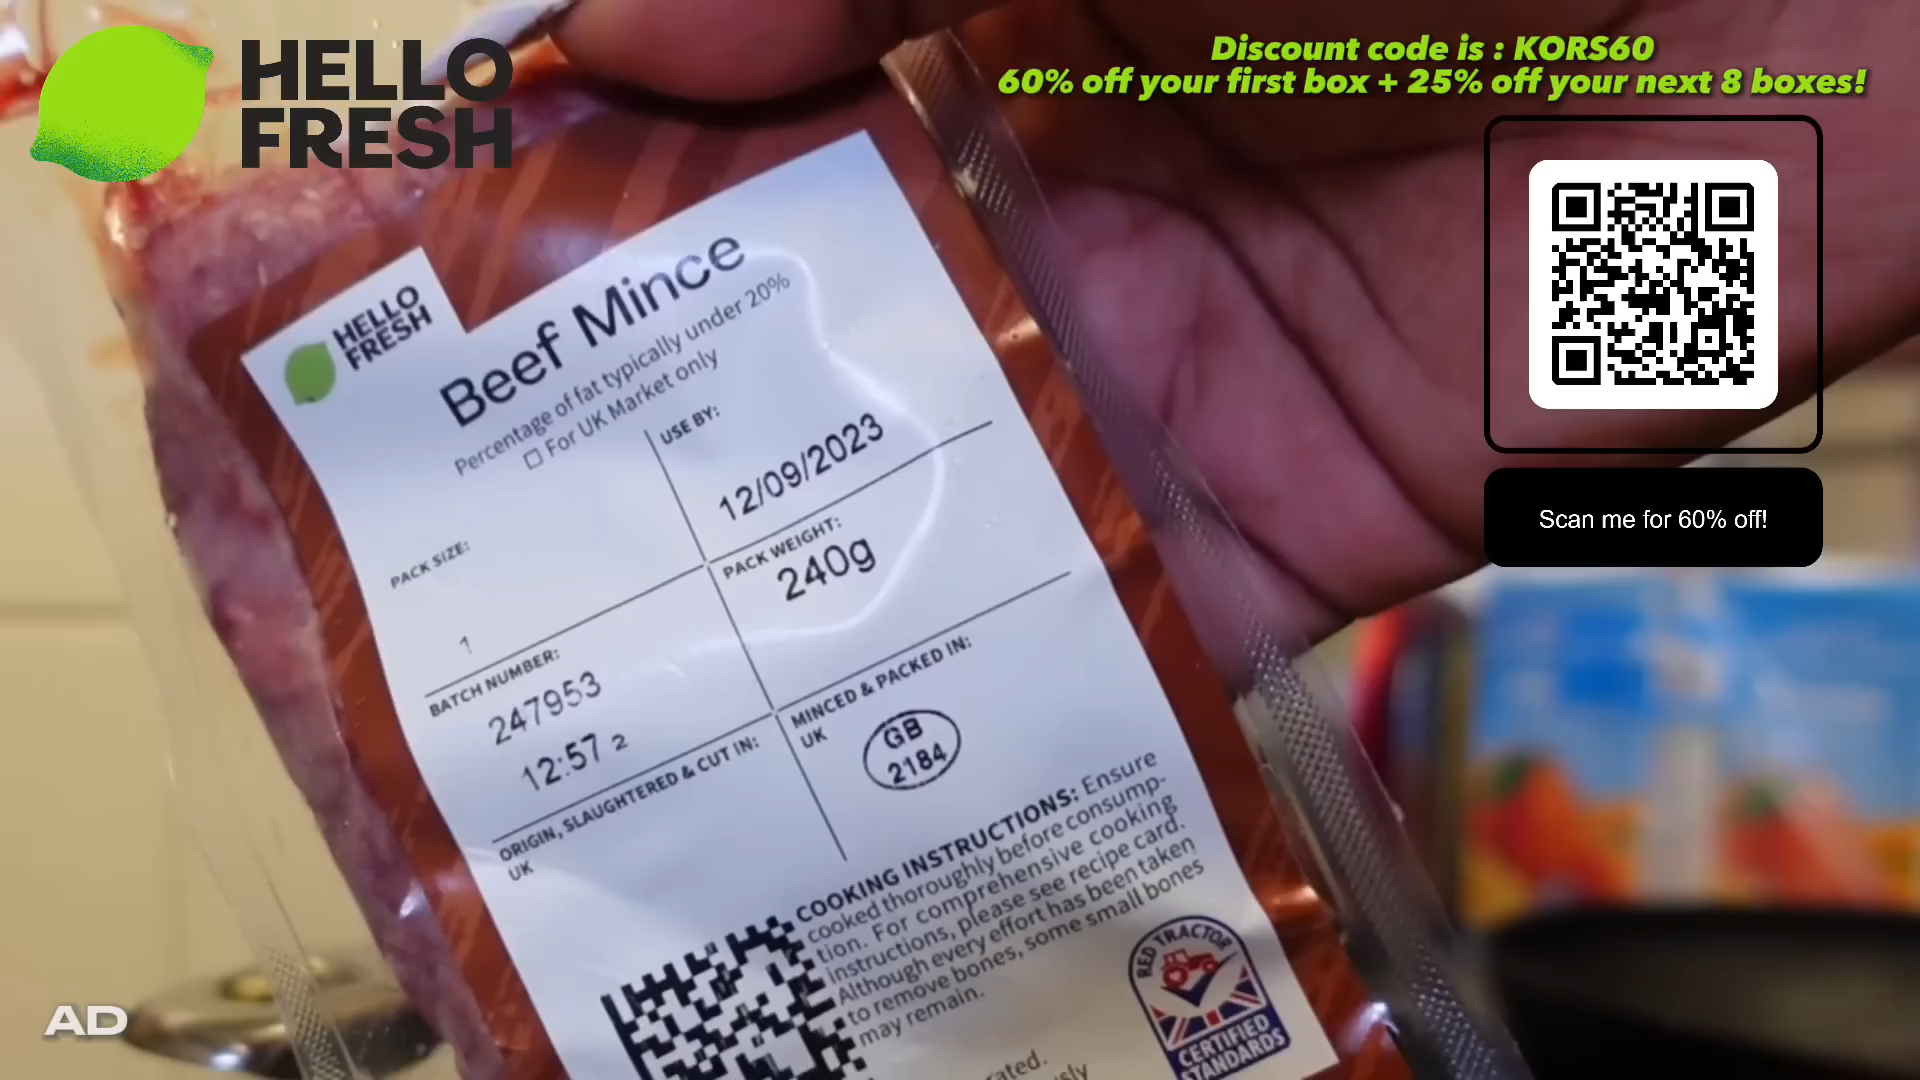 HELLO
FRESH
Discount code is : KORS60
60% off your first box + 25% off your next 8 boxes!
Scan me for 60% off!
HELLO
FRESH
Beef Mince
Percentage of fat typically under 20%
For UK Market only
USE BY:
12/09/2023
PACK SIZE:
1
PACK WEIGHT:
240g
BATCH NUMBER:
247953
12:57 2
MINCED & PACKED IN:
UK
GB
2184
ORIGIN, SLAUGHTERED & CUT IN:
UK
COOKING INSTRUCTIONS: Ensure
cooked thoroughly before consump-
tion. For comprehensive cooking
instructions, please see recipe card.
Although every effort has been taken
to remove bones, some small bones
may remain.
RED TRACTOR
CERTIFIED
STANDARDS
AD